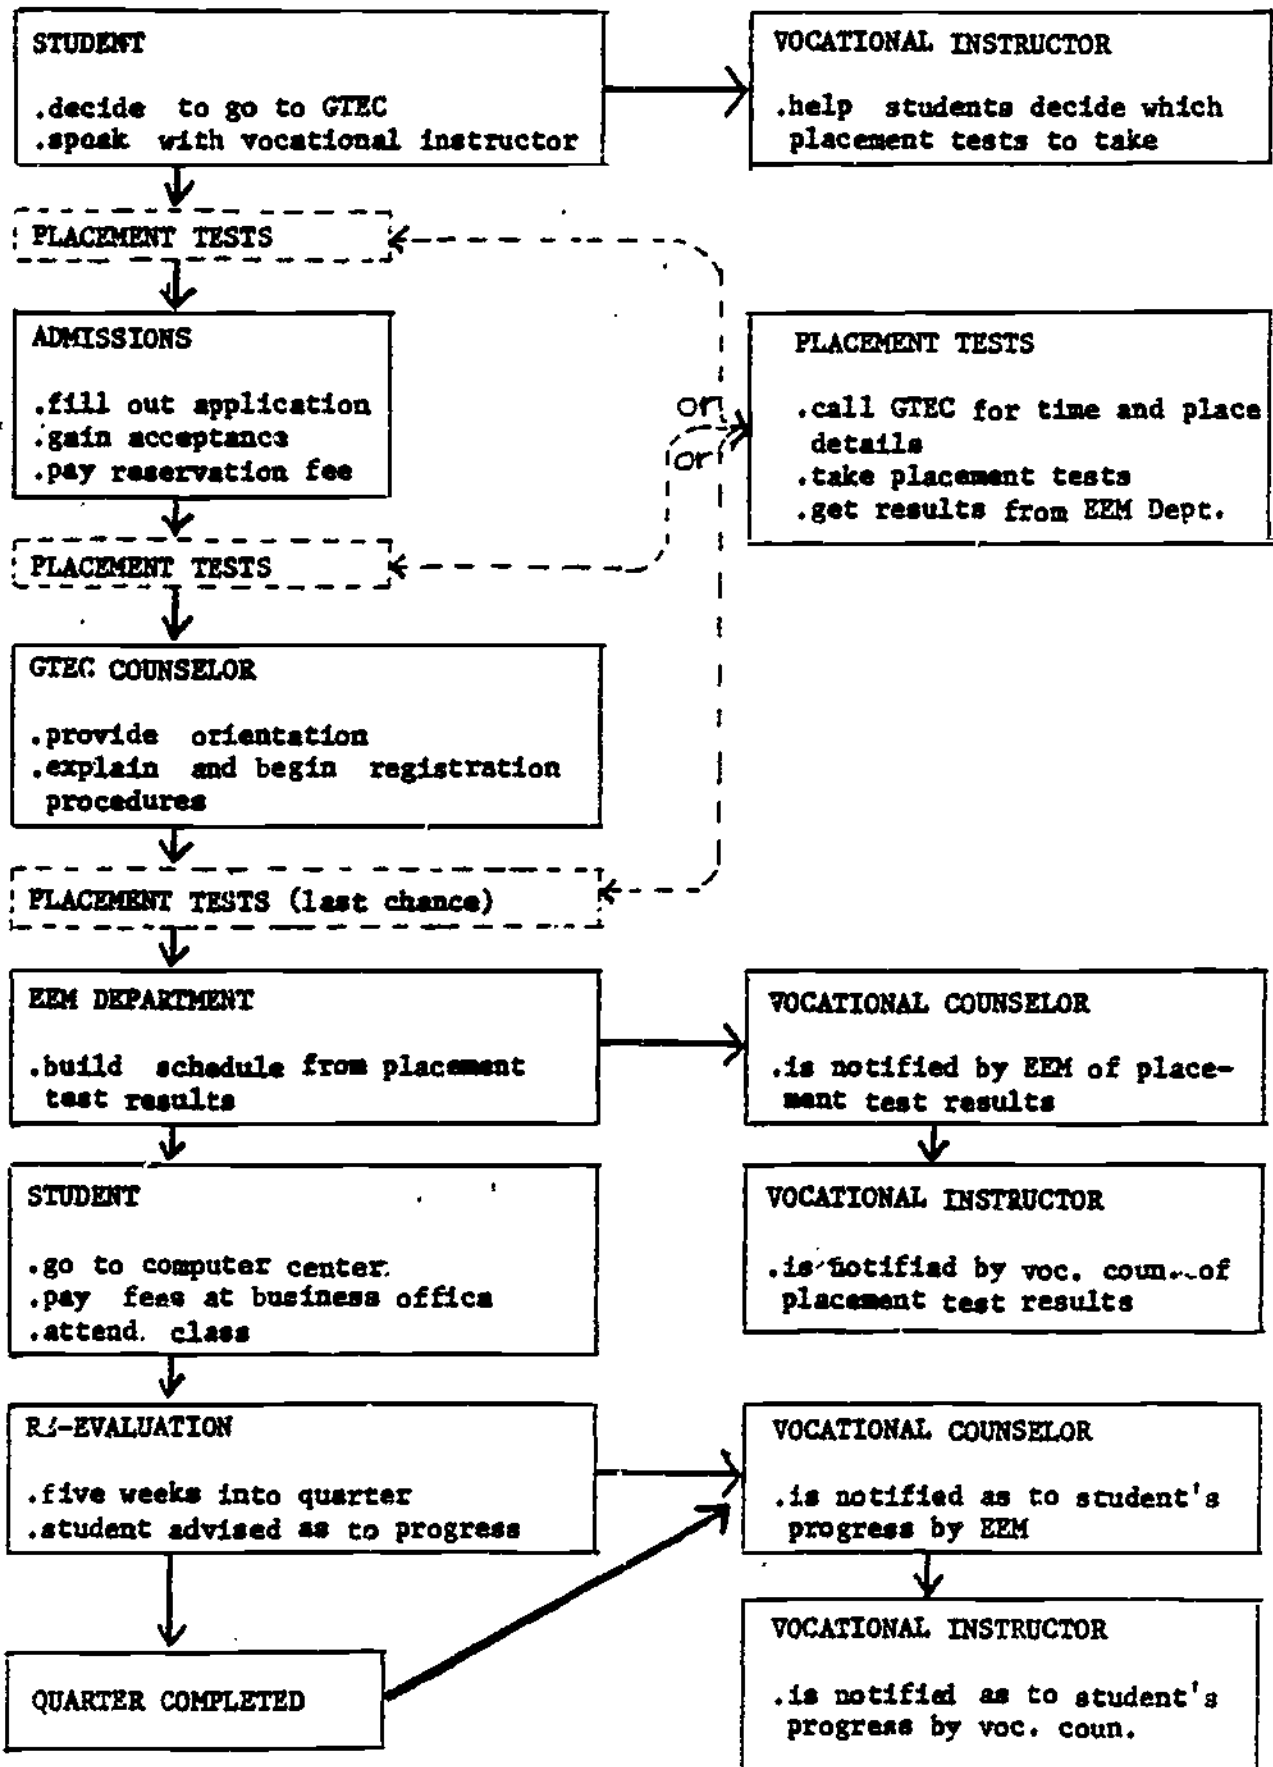 STUDENT
.decide to go to GTEC
.speak with vocational instructor
VOCATIONAL INSTRUCTOR
.help students decide which
placement tests to take
PLACEMENT TESTS
ADMISSIONS
.fill out application
.gain acceptance
.pay reservation fee
or
or
PLACEMENT TESTS
.call GTEC for time and place
details
.take placement tests
.get results from EEM Dept.
PLACEMENT TESTS
GTEC COUNSELOR
.provide orientation
.explain and begin registration
procedures
PLACEMENT TESTS (last chance)
EEM DEPARTMENT
.build schedule from placement
test results
VOCATIONAL COUNSELOR
.is notified by EEM of place-
ment test results
STUDENT
.go to computer center
.pay fees at business office
.attend class
VOCATIONAL INSTRUCTOR
.is notified by voc. coun. of
placement test results
RE-EVALUATION
.five weeks into quarter
.student advised as to progress
VOCATIONAL COUNSELOR
.is notified as to student's
progress by EEM
QUARTER COMPLETED
VOCATIONAL INSTRUCTOR
.is notified as to student's
progress by voc. coun.